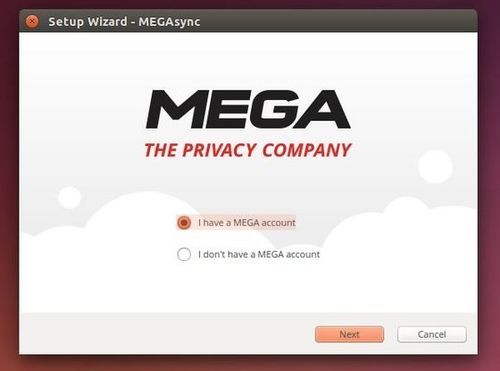 Setup Wizard - MEGAsync
MEGA
THE PRIVACY COMPANY
I have a MEGA account
I don't have a MEGA account
Next
Cancel